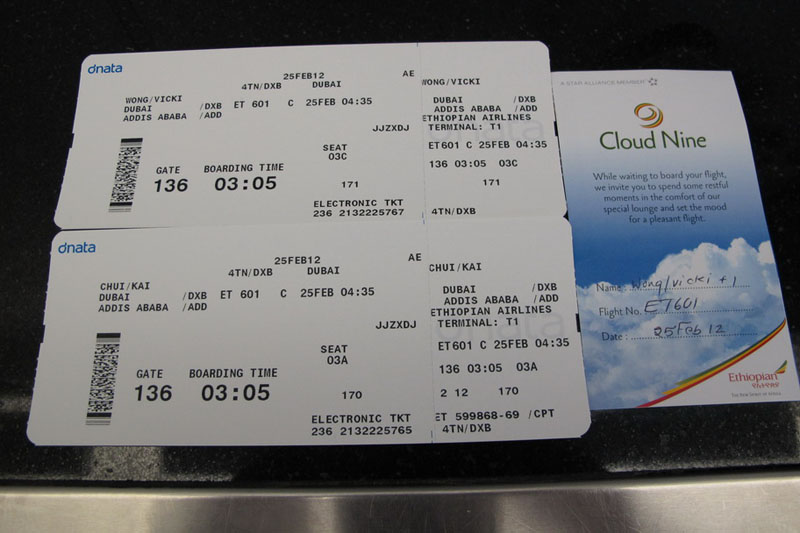 dnata
25FEB12 AE
4TN/DXB DUBAI
WONG/VICKI
DUBAI /DXB ET 601 C 25FEB 04:35
ADDIS ABABA /ADD
JJZXDJ
SEAT
03C
GATE BOARDING TIME
136 03:05
171
ELECTRONIC TKT
236 2132225767
WONG/VICKI
DUBAI /DXB
ADDIS ABABA /ADD
ETHIOPIAN AIRLINES
TERMINAL: T1
ET601 C 25FEB 04:35
136 03:05 03C
171
4TN/DXB
dnata
25FEB12 AE
4TN/DXB DUBAI
CHUI/KAI
DUBAI /DXB ET 601 C 25FEB 04:35
ADDIS ABABA /ADD
JJZXDJ
SEAT
03A
GATE BOARDING TIME
136 03:05
170
ELECTRONIC TKT
236 2132225765
CHUI/KAI
DUBAI /DXB
ADDIS ABABA /ADD
ETHIOPIAN AIRLINES
TERMINAL: T1
ET601 C 25FEB 04:35
136 03:05 03A
2 12 170
ET 599868-69 /CPT
4TN/DXB
A STAR ALLIANCE MEMBER
Cloud Nine
While waiting to board your flight,
we invite you to spend some restful
moments in the comfort of our
special lounge and set the mood
for a pleasant flight.
Name: Wong/vicki +1
Flight No. ET601
Date: 25Feb 12
Ethiopian
የኢትዮጵያ